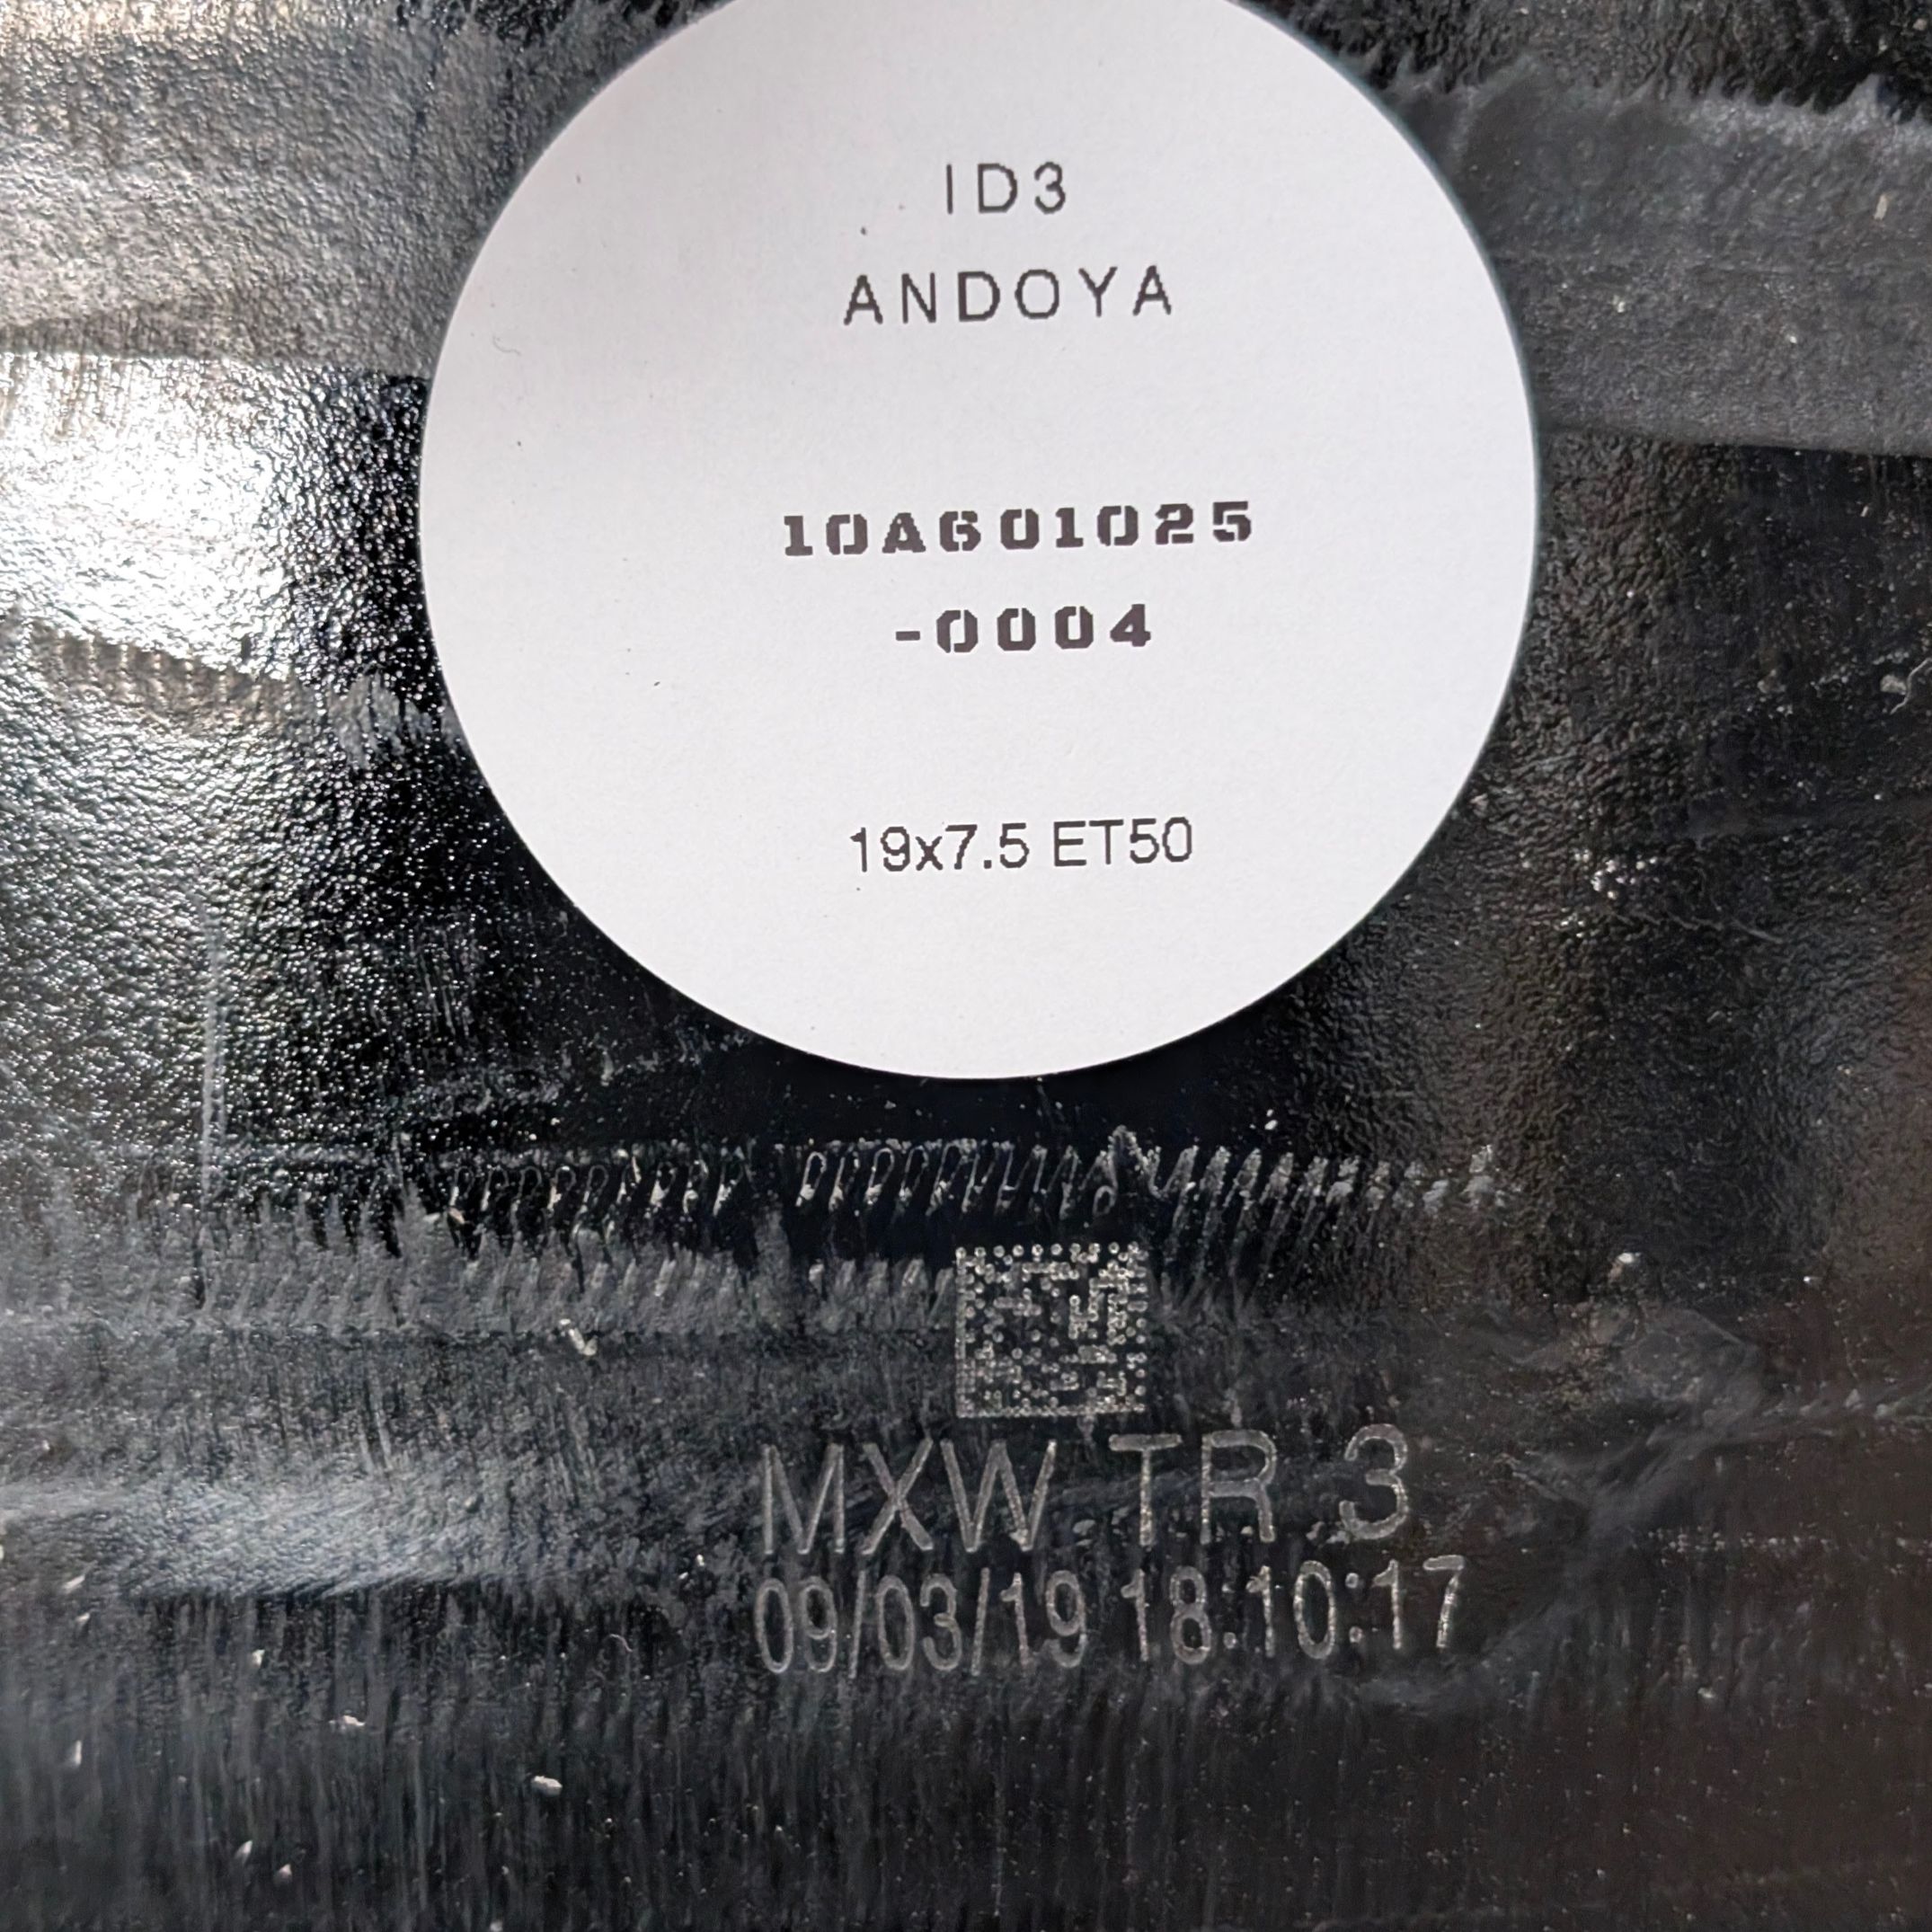 ID3
ANDOYA
10A601025
-0004
19x7.5 ET50
MXW TR 3
09/03/19 18:10:17